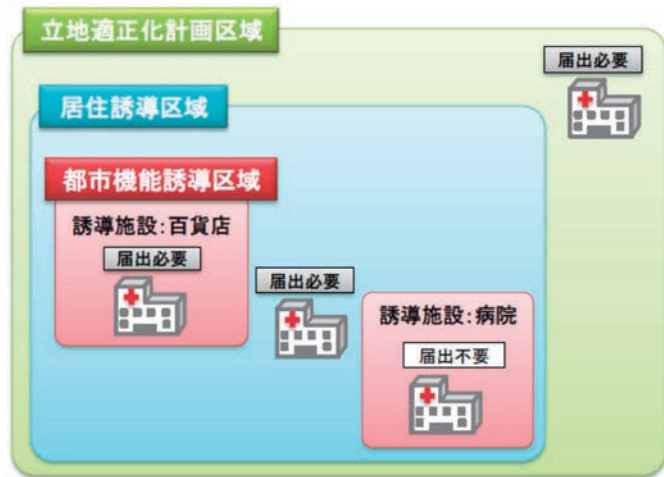 立地適正化計画区域
届出必要
居住誘導区域
都市機能誘導区域
誘導施設:百貨店
届出必要
届出必要
誘導施設:病院
届出不要